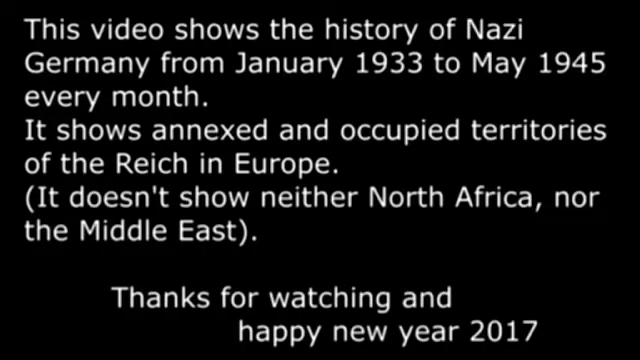 This video shows the history of Nazi
Germany from January 1933 to May 1945
every month.
It shows annexed and occupied territories
of the Reich in Europe.
(It doesn't show neither North Africa, nor
the Middle East).
Thanks for watching and
happy new year 2017